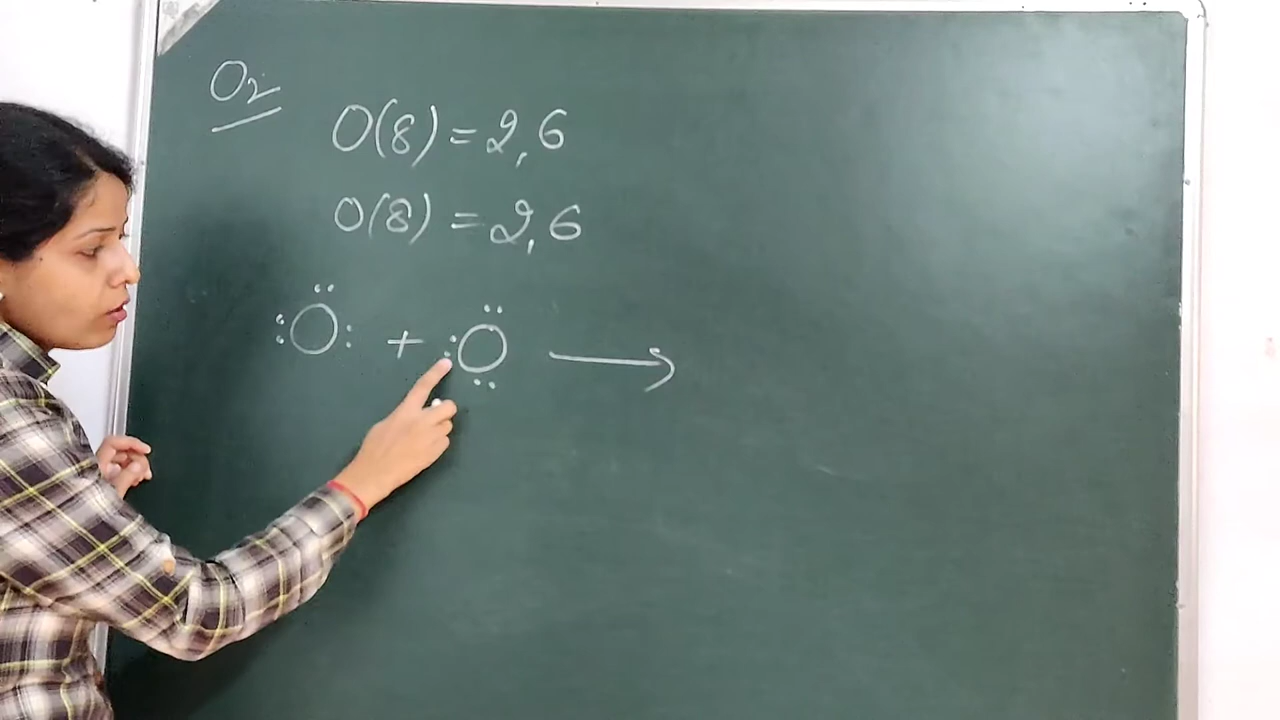 O₂
O(8) = 2,6
O(8) = 2,6
:Ö: + :Ọ̈ ⟶